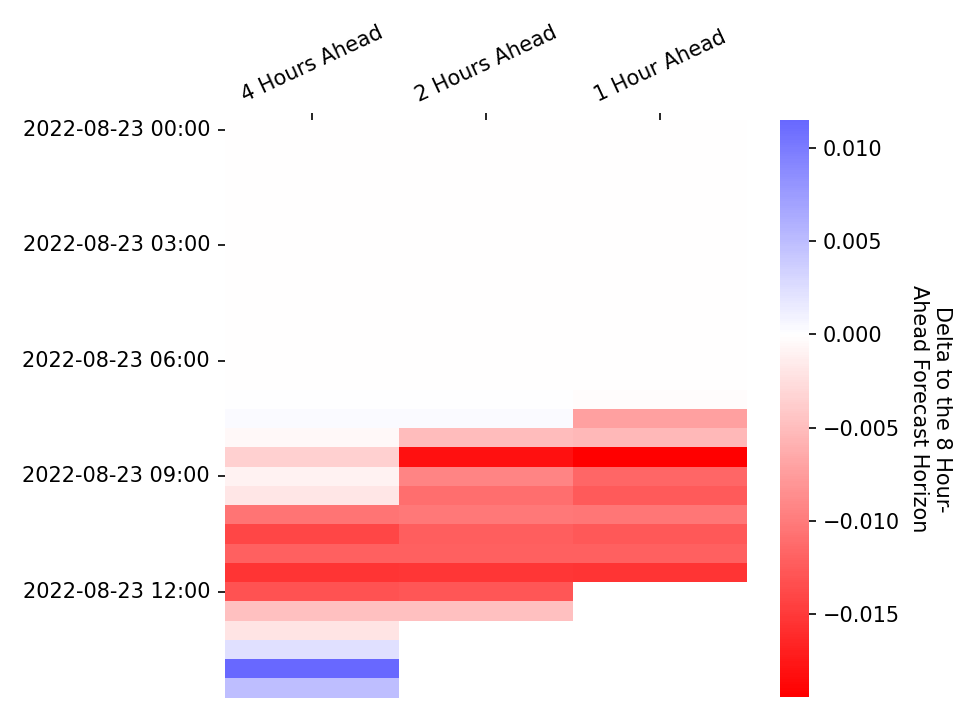 4 Hours Ahead
2 Hours Ahead
1 Hour Ahead
2022-08-23 00:00
2022-08-23 03:00
2022-08-23 06:00
2022-08-23 09:00
2022-08-23 12:00
0.010
0.005
0.000
−0.005
−0.010
−0.015
Delta to the 8 Hour-
Ahead Forecast Horizon